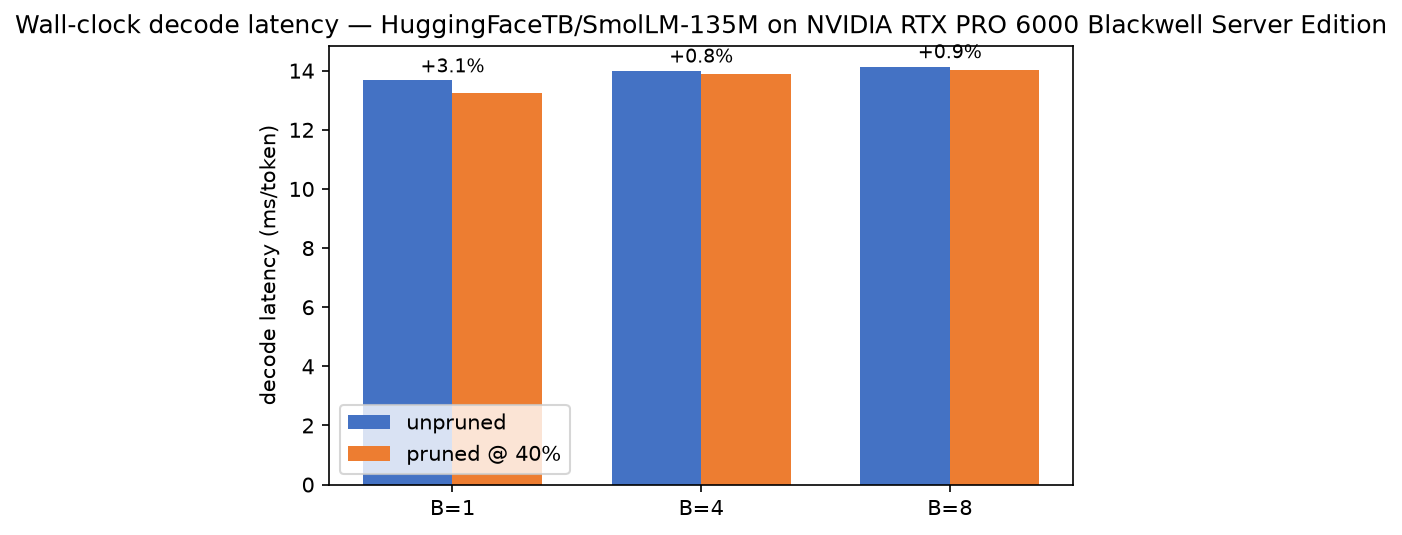 Wall-clock decode latency — HuggingFaceTB/SmolLM-135M on NVIDIA RTX PRO 6000 Blackwell Server Edition
+3.1%
+0.8%
+0.9%
14
12
10
8
6
4
2
0
decode latency (ms/token)
unpruned
pruned @ 40%
B=1
B=4
B=8